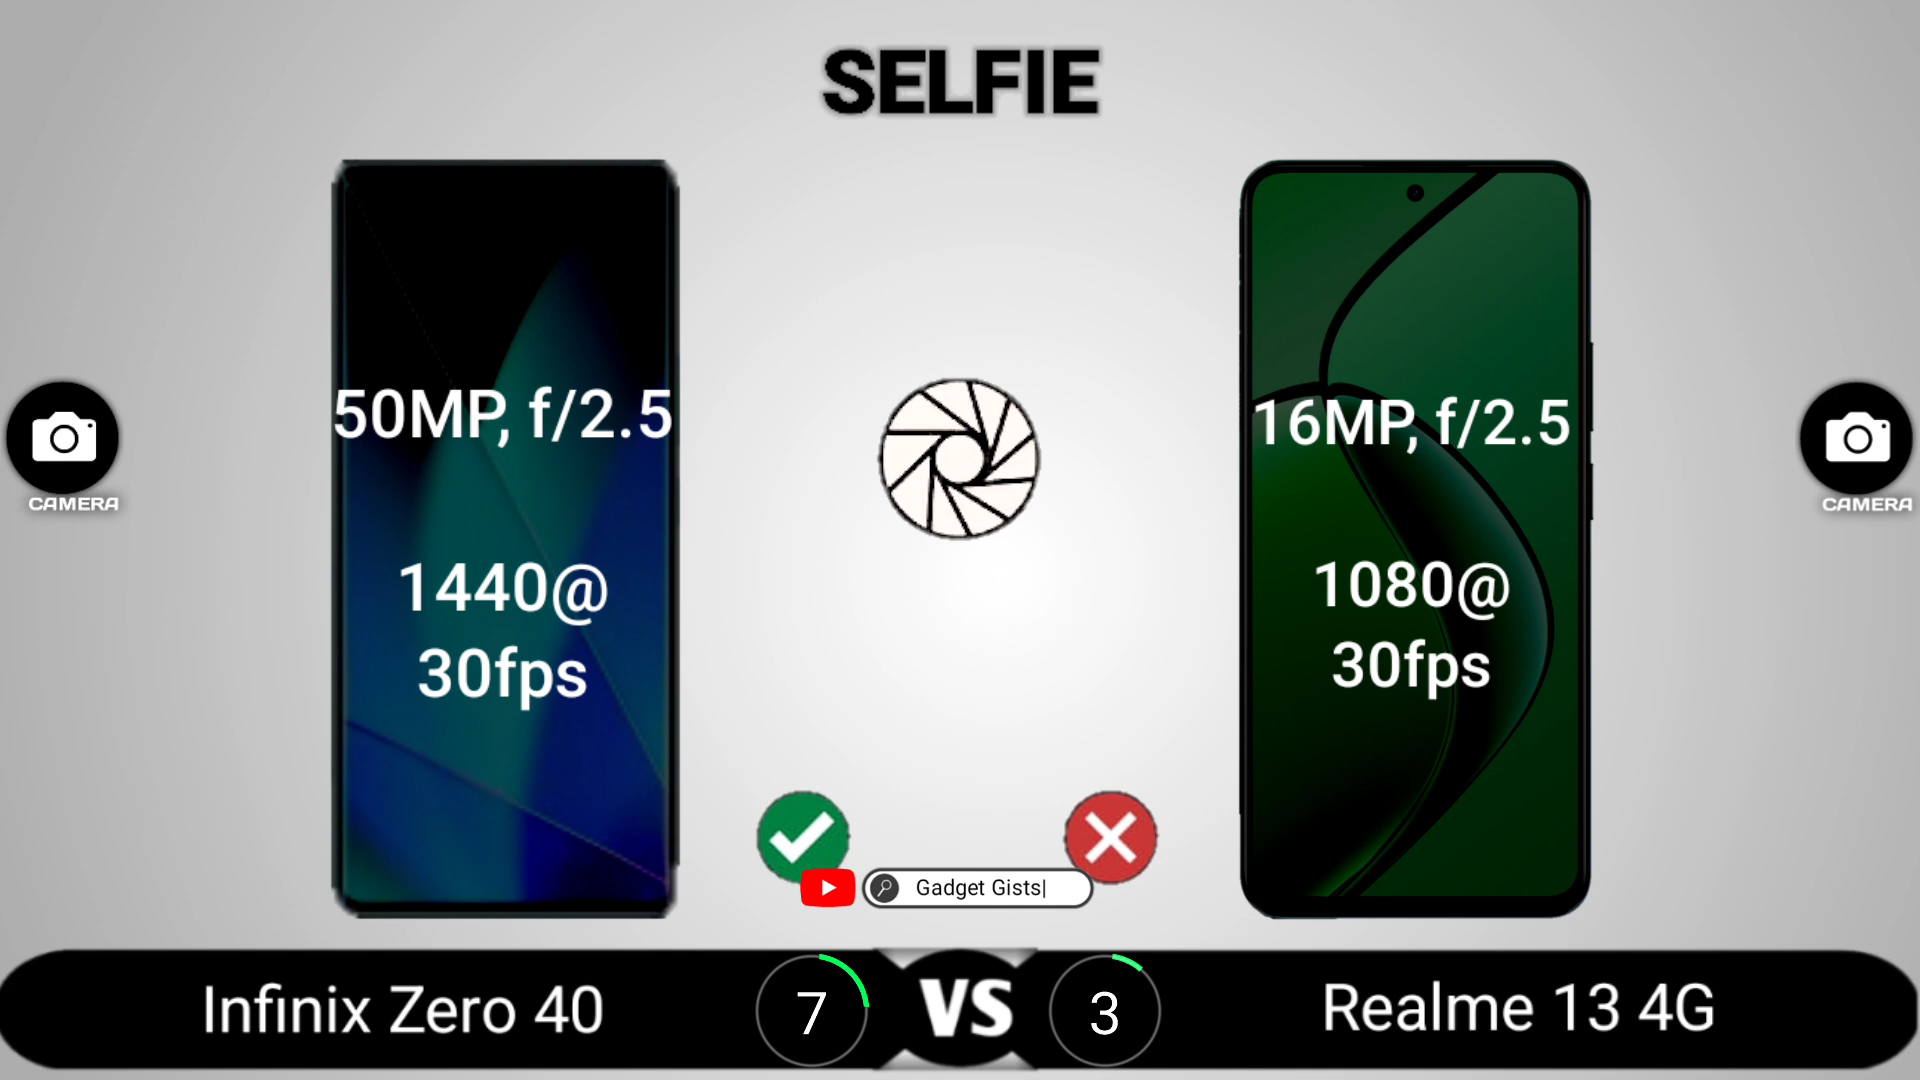 SELFIE
50MP, f/2.5
1440@
30fps
16MP, f/2.5
1080@
30fps
CAMERA
CAMERA
Gadget Gists|
Infinix Zero 40
7
VS
3
Realme 13 4G